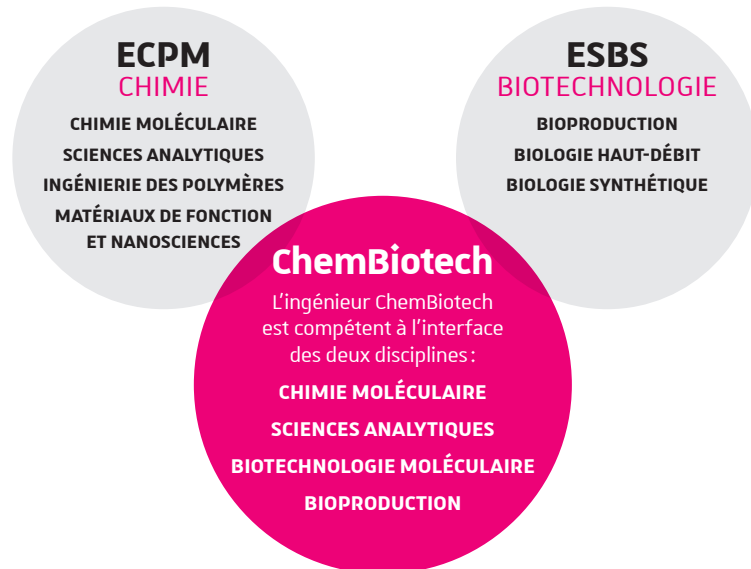 ECPM
CHIMIE
CHIMIE MOLÉCULAIRE
SCIENCES ANALYTIQUES
INGÉNIERIE DES POLYMÈRES
MATÉRIAUX DE FONCTION
ET NANOSCIENCES
ESBS
BIOTECHNOLOGIE
BIOPRODUCTION
BIOLOGIE HAUT-DÉBIT
BIOLOGIE SYNTHÉTIQUE
ChemBiotech
L'ingénieur ChemBiotech
est compétent à l'interface
des deux disciplines :
CHIMIE MOLÉCULAIRE
SCIENCES ANALYTIQUES
BIOTECHNOLOGIE MOLÉCULAIRE
BIOPRODUCTION